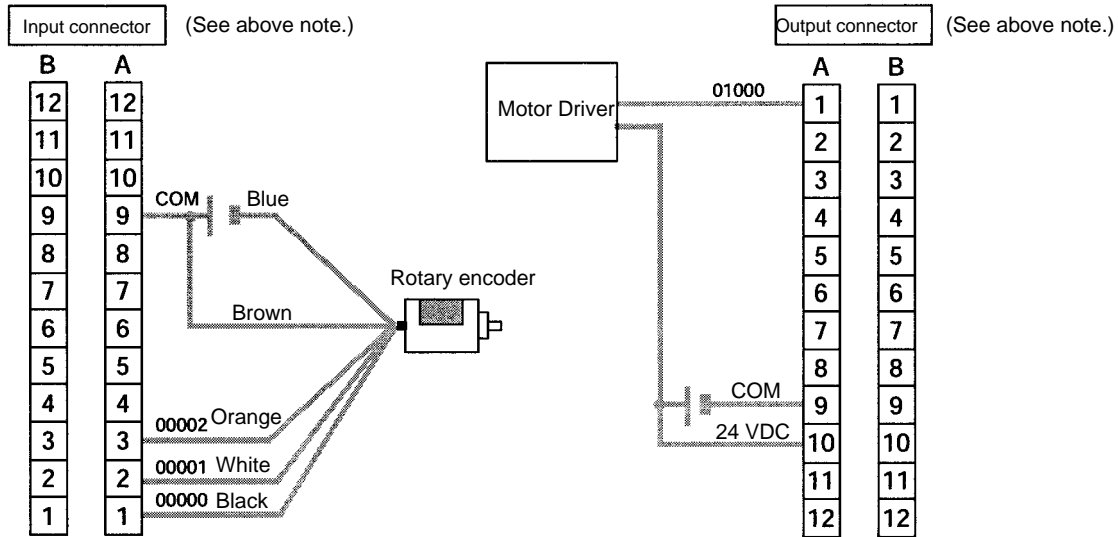 Input connector (See above note.)
B A
12 12
11 11
10 10
9 9 COM Blue
8 8
7 7
6 6 Brown
5 5
4 4
3 3 00002 Orange
2 2 00001 White
1 1 00000 Black
Rotary encoder
Output connector (See above note.)
A B
Motor Driver 01000 1 1
2 2
3 3
4 4
5 5
6 6
7 7
8 8
COM 9 9
24 VDC 10 10
11 11
12 12